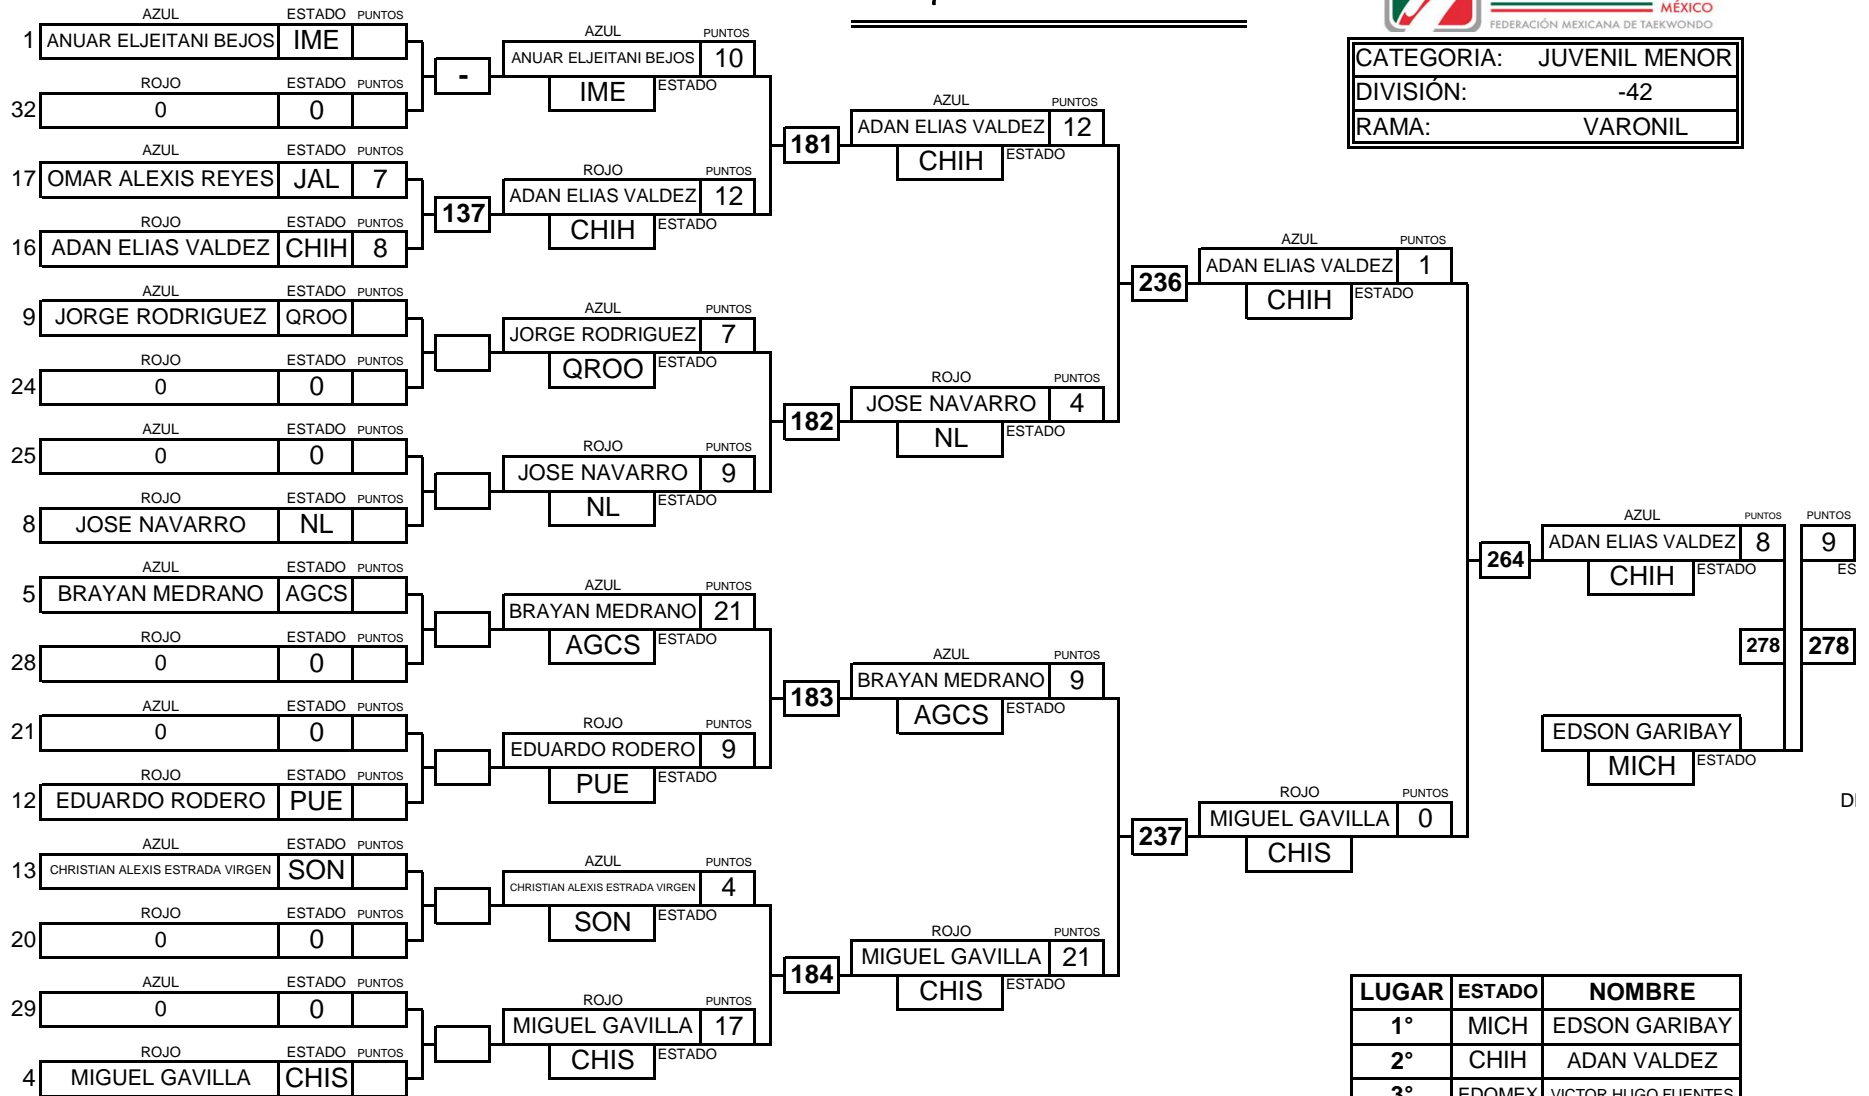 MÉXICO
FEDERACIÓN MEXICANA DE TAEKWONDO
CATEGORIA: JUVENIL MENOR
DIVISIÓN: -42
RAMA: VARONIL
AZUL ESTADO PUNTOS
1 ANUAR ELJEITANI BEJOS IME
ROJO ESTADO PUNTOS
32 0 0
-
AZUL ESTADO PUNTOS
17 OMAR ALEXIS REYES JAL 7
ROJO ESTADO PUNTOS
16 ADAN ELIAS VALDEZ CHIH 8
137
AZUL ESTADO PUNTOS
9 JORGE RODRIGUEZ QROO
ROJO ESTADO PUNTOS
24 0 0
AZUL ESTADO PUNTOS
25 0 0
ROJO ESTADO PUNTOS
8 JOSE NAVARRO NL
AZUL ESTADO PUNTOS
5 BRAYAN MEDRANO AGCS
ROJO ESTADO PUNTOS
28 0 0
AZUL ESTADO PUNTOS
21 0 0
ROJO ESTADO PUNTOS
12 EDUARDO RODERO PUE
AZUL ESTADO PUNTOS
13 CHRISTIAN ALEXIS ESTRADA VIRGEN SON
ROJO ESTADO PUNTOS
20 0 0
AZUL ESTADO PUNTOS
29 0 0
ROJO ESTADO PUNTOS
4 MIGUEL GAVILLA CHIS
AZUL PUNTOS
ANUAR ELJEITANI BEJOS 10
IME ESTADO
181
ROJO PUNTOS
ADAN ELIAS VALDEZ 12
CHIH ESTADO
AZUL PUNTOS
JORGE RODRIGUEZ 7
QROO ESTADO
182
ROJO PUNTOS
JOSE NAVARRO 9
NL ESTADO
AZUL PUNTOS
BRAYAN MEDRANO 21
AGCS ESTADO
183
ROJO PUNTOS
EDUARDO RODERO 9
PUE ESTADO
AZUL PUNTOS
CHRISTIAN ALEXIS ESTRADA VIRGEN 4
SON ESTADO
184
ROJO PUNTOS
MIGUEL GAVILLA 17
CHIS ESTADO
AZUL PUNTOS
ADAN ELIAS VALDEZ 12
CHIH ESTADO
236
ROJO PUNTOS
JOSE NAVARRO 4
NL ESTADO
AZUL PUNTOS
BRAYAN MEDRANO 9
AGCS ESTADO
237
ROJO PUNTOS
MIGUEL GAVILLA 21
CHIS ESTADO
AZUL PUNTOS
ADAN ELIAS VALDEZ 1
CHIH ESTADO
264
ROJO PUNTOS
MIGUEL GAVILLA 0
CHIS
AZUL PUNTOS PUNTOS
ADAN ELIAS VALDEZ 8 9
CHIH ESTADO ES
278 278
EDSON GARIBAY
MICH ESTADO
LUGAR ESTADO NOMBRE
1° MICH EDSON GARIBAY
2° CHIH ADAN VALDEZ
3° EDOMEX VICTOR HUGO FUENTES